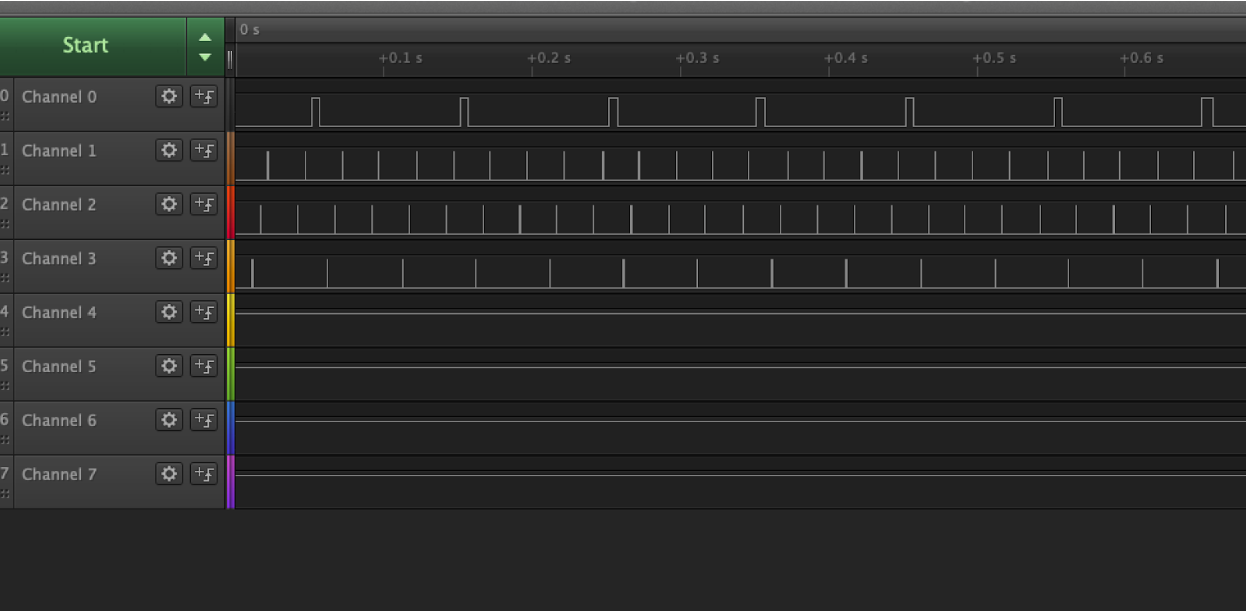 Start
0 s
+0.1 s +0.2 s +0.3 s +0.4 s +0.5 s +0.6 s
0 Channel 0
1 Channel 1
2 Channel 2
3 Channel 3
4 Channel 4
5 Channel 5
6 Channel 6
7 Channel 7